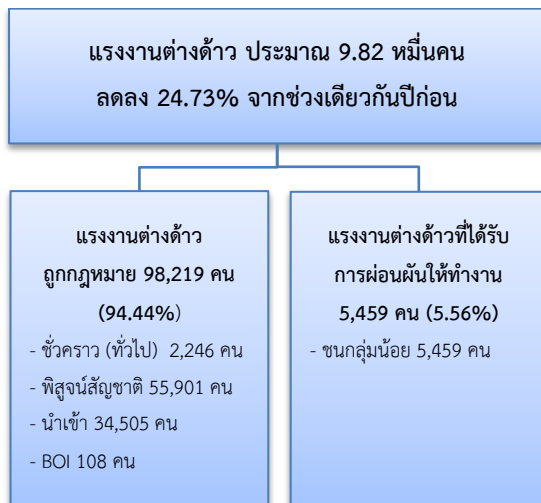 แรงงานต่างด้าว ประมาณ 9.82 หมื่นคน
ลดลง 24.73% จากช่วงเดียวกันปีก่อน
แรงงานต่างด้าว
ถูกกฎหมาย 98,219 คน
(94.44%)
- ชั่วคราว (ทั่วไป) 2,246 คน
- พิสูจน์สัญชาติ 55,901 คน
- นำเข้า 34,505 คน
- BOI 108 คน
แรงงานต่างด้าวที่ได้รับ
การผ่อนผันให้ทำงาน
5,459 คน (5.56%)
- ชนกลุ่มน้อย 5,459 คน